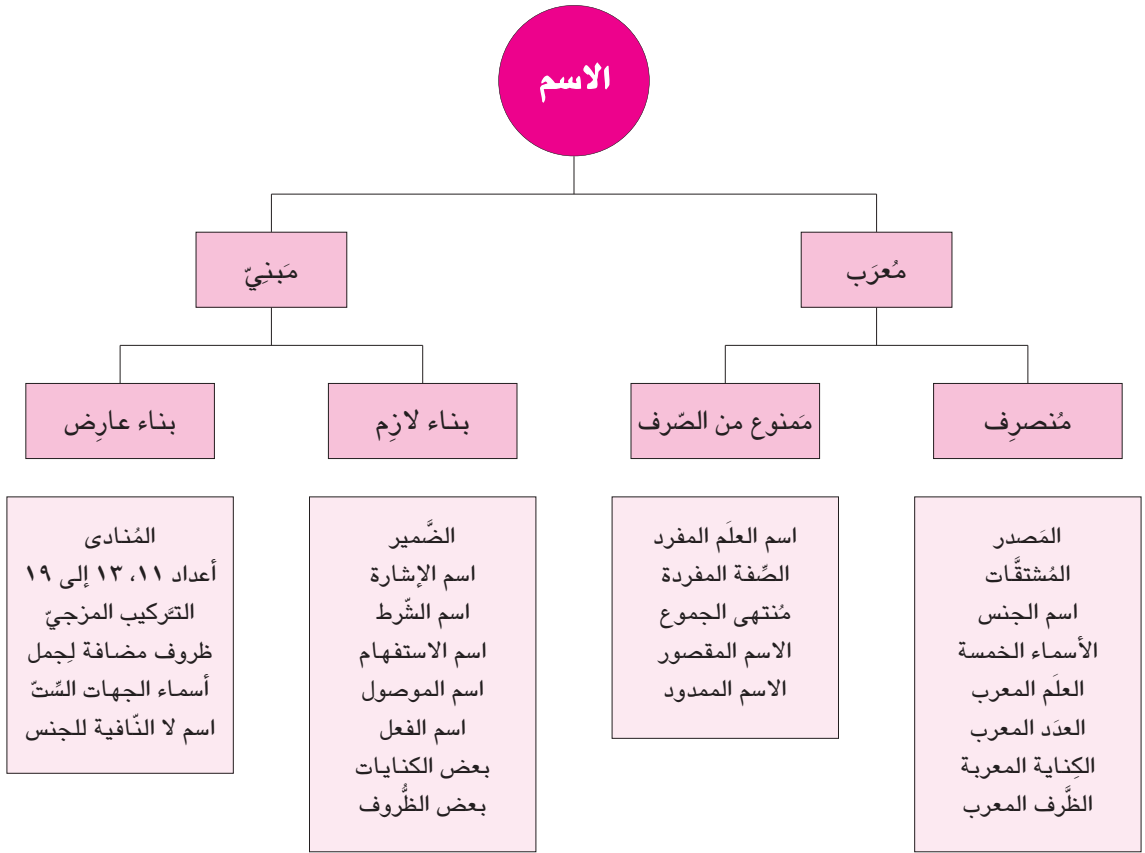 الاسم
مُعرَب
مَبنِيّ
مُنصرِف
مَمنوع من الصّرف
بناء لازِم
بناء عارِض
المَصدر
المُشتقَّات
اسم الجنس
الأسماء الخمسة
العلَم المعرب
العدَد المعرب
الكِناية المعربة
الظَّرف المعرب
اسم العلَم المفرد
الصِّفة المفردة
مُنتهى الجموع
الاسم المقصور
الاسم الممدود
الضَّمير
اسم الإشارة
اسم الشّرط
اسم الاستفهام
اسم الموصول
اسم الفعل
بعض الكنايات
بعض الظُّروف
المُنادى
أعداد ١١، ١٣ إلى ١٩
التَركيب المزجيّ
ظروف مضافة لِجمل
أسماء الجهات السِّتّ
اسم لا النّافية للجنس